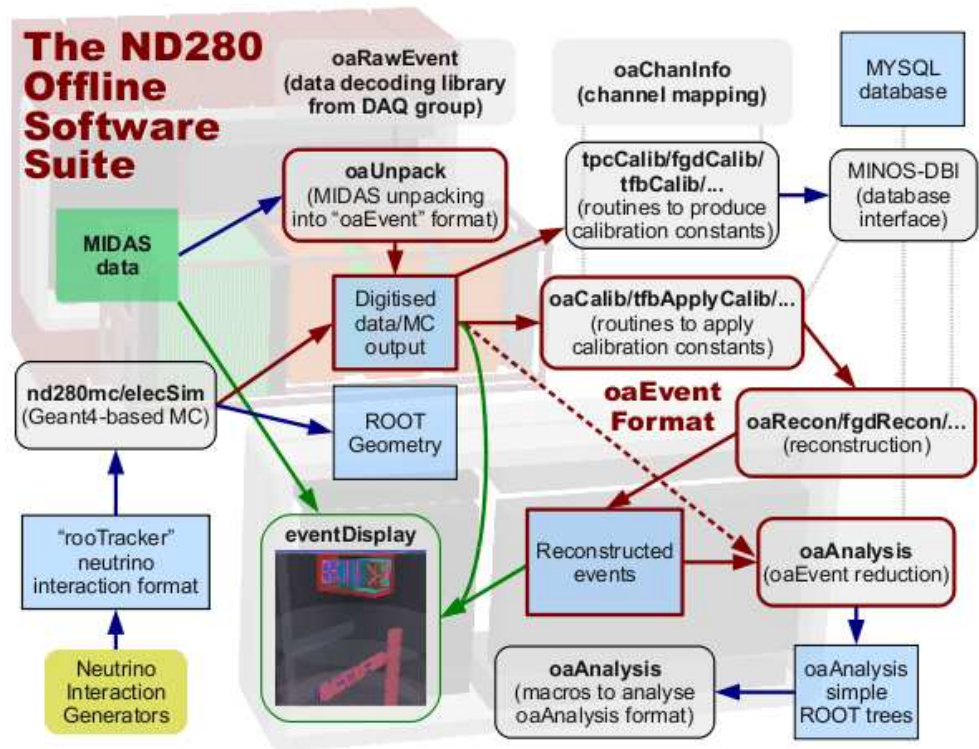 The ND280
Offline
Software
Suite
oaRawEvent
(data decoding library
from DAQ group)
oaChanInfo
(channel mapping)
MYSQL
database
oaUnpack
(MIDAS unpacking
into “oaEvent” format)
tpcCalib/fgdCalib/
tfbCalib/...
(routines to produce
calibration constants)
MINOS-DBI
(database
interface)
MIDAS
data
Digitised
data/MC
output
oaCalib/tfbApplyCalib/...
(routines to apply
calibration constants)
nd280mc/elecSim
(Geant4-based MC)
ROOT
Geometry
oaEvent
Format
oaRecon/fgdRecon/...
(reconstruction)
“rooTracker”
neutrino
interaction format
eventDisplay
Reconstructed
events
oaAnalysis
(oaEvent reduction)
Neutrino
Interaction
Generators
oaAnalysis
(macros to analyse
oaAnalysis format)
oaAnalysis
simple
ROOT trees